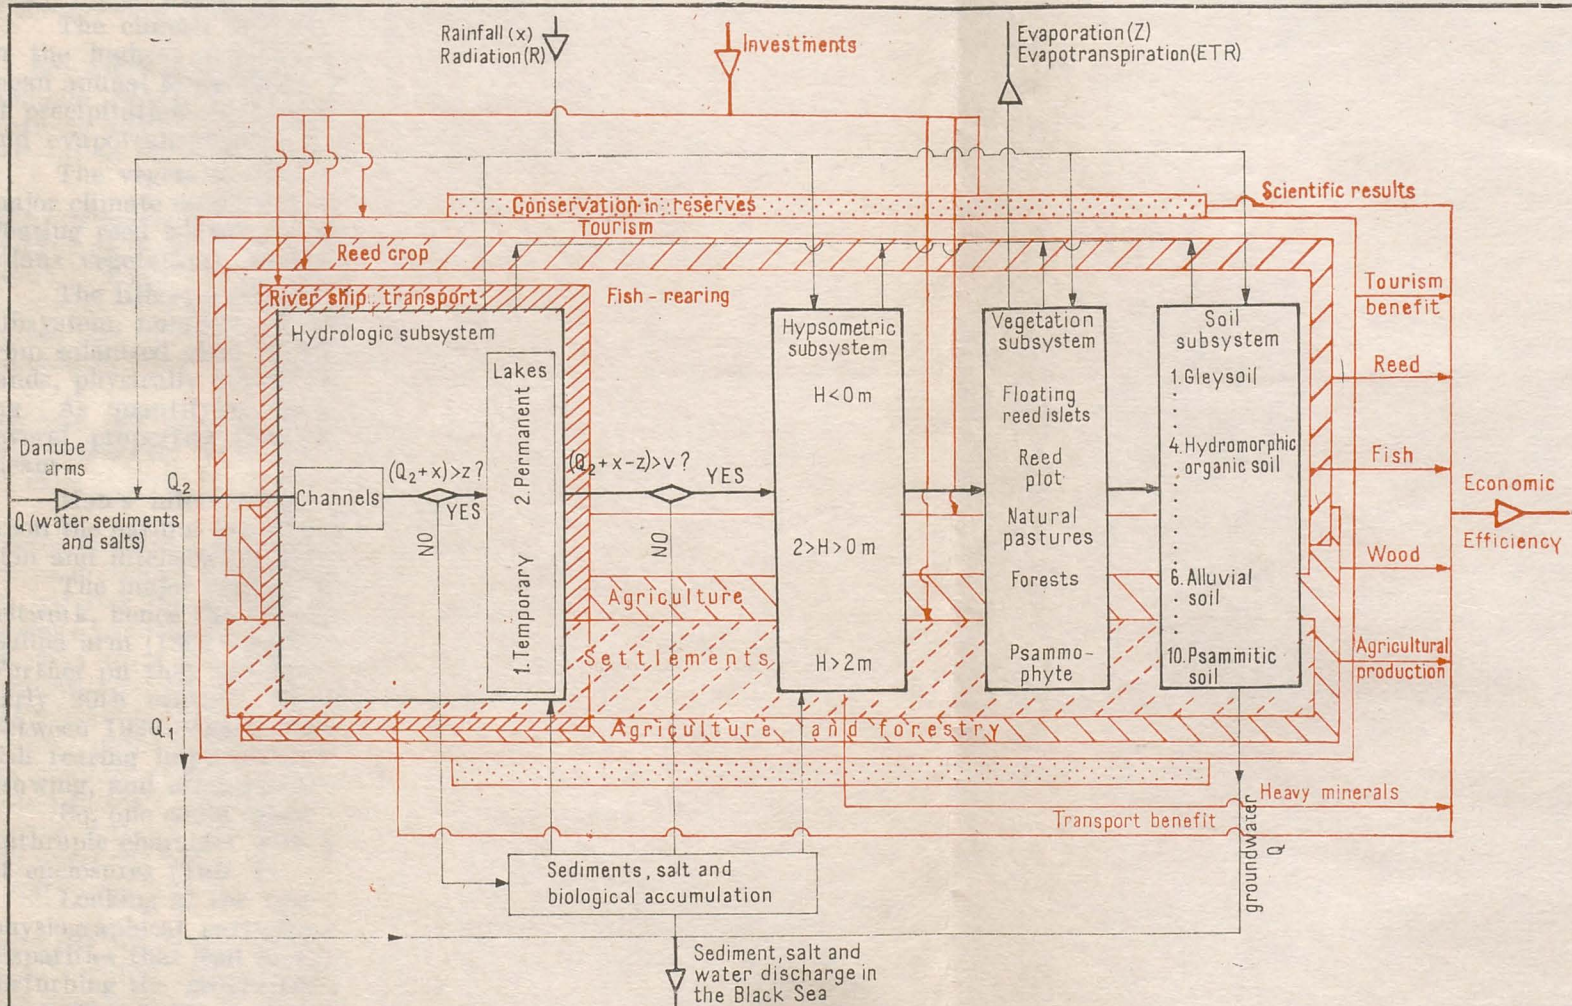 Rainfall (x)
Radiation (R)
Investments
Evaporation (Z)
Evapotranspiration (ETR)
Conservation in reserves
Scientific results
Tourism
Reed crop
River ship transport
Fish - rearing
Tourism
benefit
Hydrologic subsystem
Lakes
2. Permanent
1. Temporary
Hypsometric
subsystem
H<0m
2>H>0m
H>2m
Vegetation
subsystem
Floating
reed islets
Reed
plot
Natural
pastures
Forests
Psammo-
phyte
Soil
subsystem
1. Gleysoil
4. Hydromorphic
organic soil
6. Alluvial
soil
10. Psammitic
soil
Reed
Danube
arms
Q₂
Q (water sediments
and salts)
Channels
(Q₂+x)>z?
YES
NO
(Q₂+x-z)>v?
YES
NO
Fish
Economic
Efficiency
Wood
Agriculture
Settlements
Agricultural
production
Agriculture and forestry
Q₁
Heavy minerals
Transport benefit
groundwater
Q
Sediments, salt and
biological accumulation
Sediment, salt and
water discharge in
the Black Sea